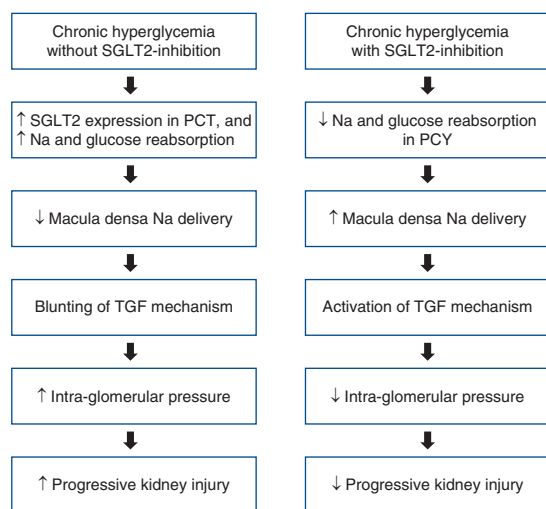 Chronic hyperglycemia
without SGLT2-inhibition
↑ SGLT2 expression in PCT, and
↑ Na and glucose reabsorption
↓ Macula densa Na delivery
Blunting of TGF mechanism
↑ Intra-glomerular pressure
↑ Progressive kidney injury
Chronic hyperglycemia
with SGLT2-inhibition
↓ Na and glucose reabsorption
in PCY
↑ Macula densa Na delivery
Activation of TGF mechanism
↓ Intra-glomerular pressure
↓ Progressive kidney injury